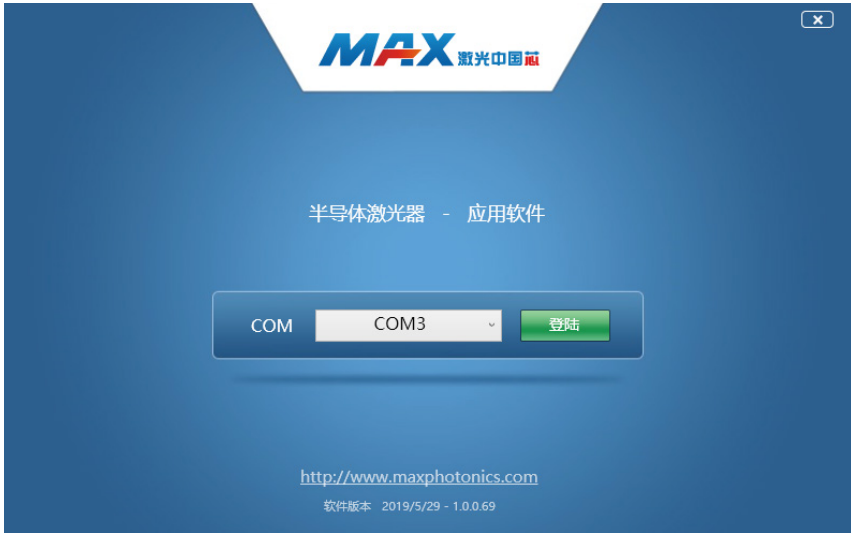 MAX 激光中国芯
半导体激光器 - 应用软件
COM COM3 登陆
http://www.maxphotonics.com
软件版本 2019/5/29 - 1.0.0.69